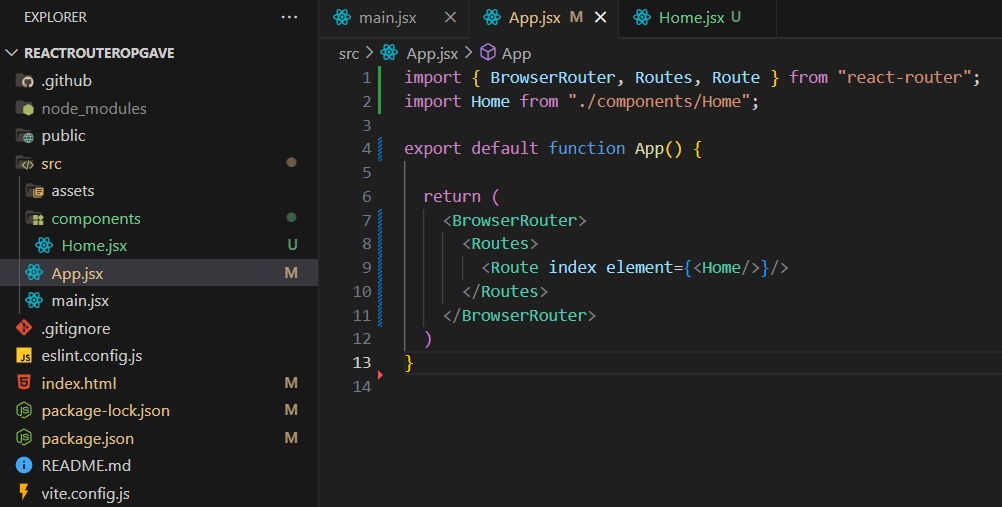 EXPLORER
REACTROUTEROPGAVE
.github
node_modules
public
src
assets
components
Home.jsx U
App.jsx M
main.jsx
.gitignore
JS eslint.config.js
index.html M
package-lock.json M
package.json M
README.md
vite.config.js
main.jsx
App.jsx M
Home.jsx U
src > App.jsx > App
1 import { BrowserRouter, Routes, Route } from "react-router";
2 import Home from "./components/Home";
3
4 export default function App() {
5
6 return (
7 <BrowserRouter>
8 <Routes>
9 <Route index element={<Home/>}/>
10 </Routes>
11 </BrowserRouter>
12 )
13 }
14